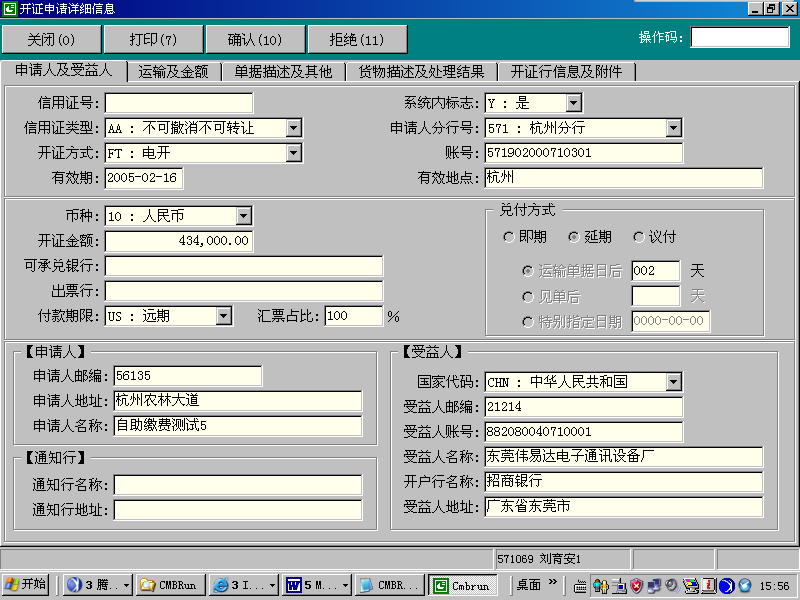 开证申请详细信息
关闭(0) 打印(7) 确认(10) 拒绝(11) 操作码:
申请人及受益人 运输及金额 单据描述及其他 货物描述及处理结果 开证行信息及附件
信用证号: 系统内标志: Y : 是
信用证类型: AA : 不可撤消不可转让 申请人分行号: 571 : 杭州分行
开证方式: FT : 电开 账号: 571902000710301
有效期: 2005-02-16 有效地点: 杭州
币种: 10 : 人民币 兑付方式
开证金额: 434,000.00 即期 延期 议付
可承兑银行: 运输单据日后 002 天
出票行: 见单后 天
付款期限: US : 远期 汇票占比: 100 % 特别指定日期 0000-00-00
【申请人】 【受益人】
申请人邮编: 56135 国家代码: CHN : 中华人民共和国
申请人地址: 杭州农林大道 受益人邮编: 21214
申请人名称: 自助缴费测试5 受益人账号: 882080040710001
【通知行】 受益人名称: 东莞伟易达电子通讯设备厂
通知行名称: 开户行名称: 招商银行
通知行地址: 受益人地址: 广东省东莞市
571069 刘育安1
开始 3 腾... CMBRun 3 I... 5 M... CMBR... Cmbrun 桌面 » 15:56